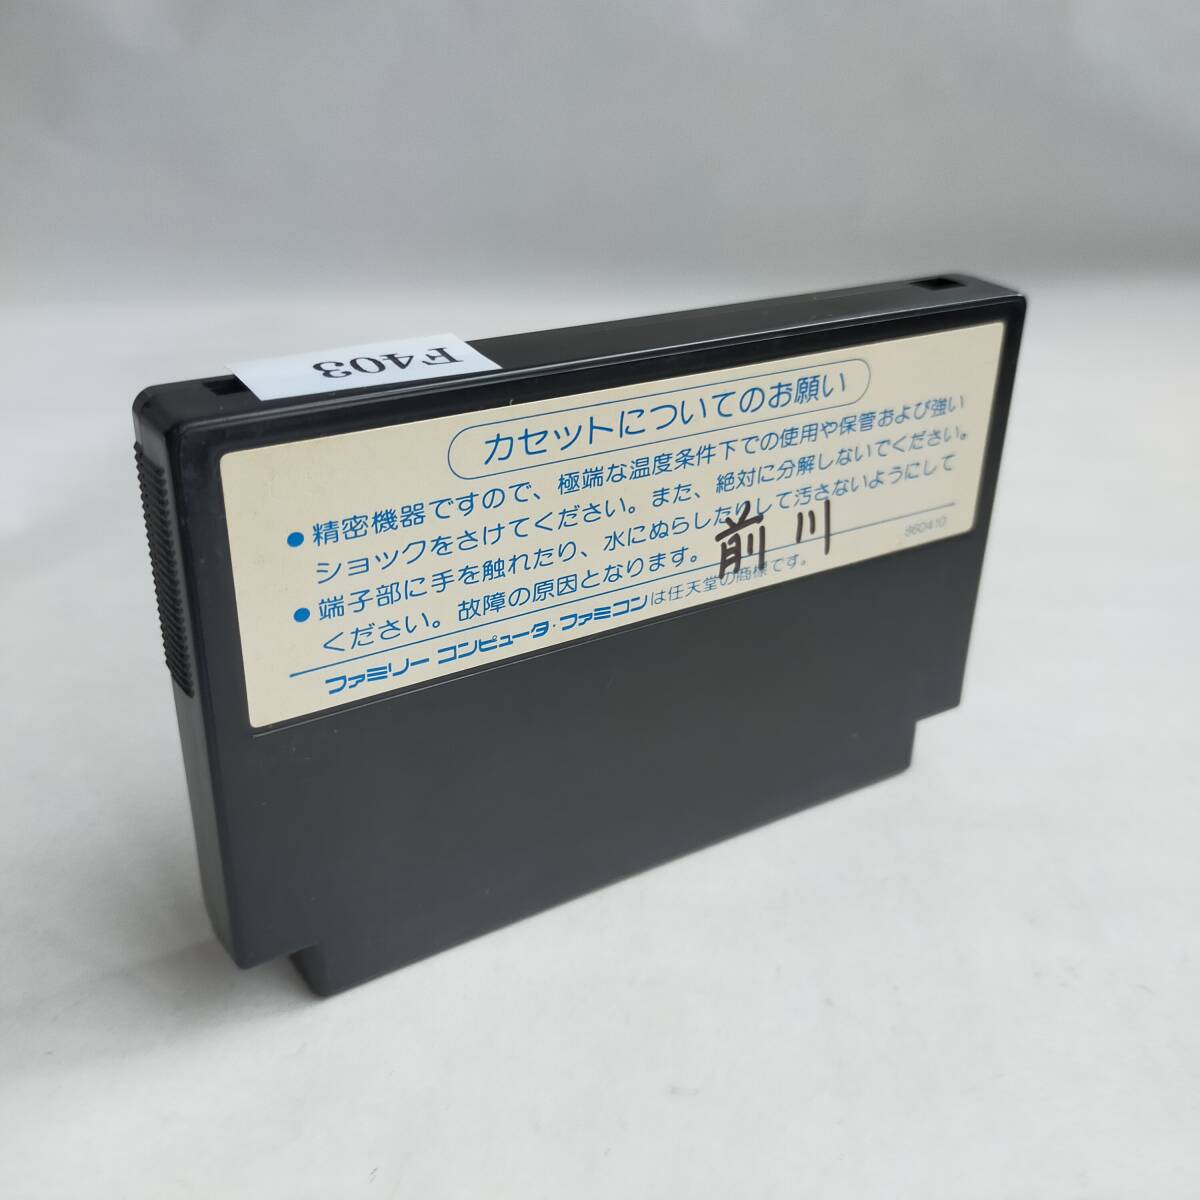 F403
カセットについてのお願い
●精密機器ですので、極端な温度条件下での使用や保管および強い
ショックをさけてください。また、絶対に分解しないでください。
●端子部に手を触れたり、水にぬらしたりして汚さないようにして
ください。故障の原因となります。
前川
860410
ファミリーコンピュータ・ファミコンは任天堂の商標です。